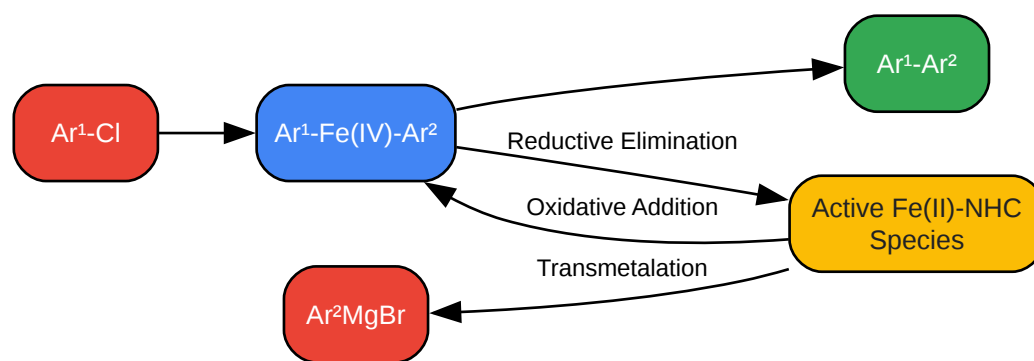 Ar¹-Ar²
Ar¹-Cl
Ar¹-Fe(IV)-Ar²
Reductive Elimination
Oxidative Addition
Active Fe(II)-NHC
Species
Transmetalation
Ar²MgBr